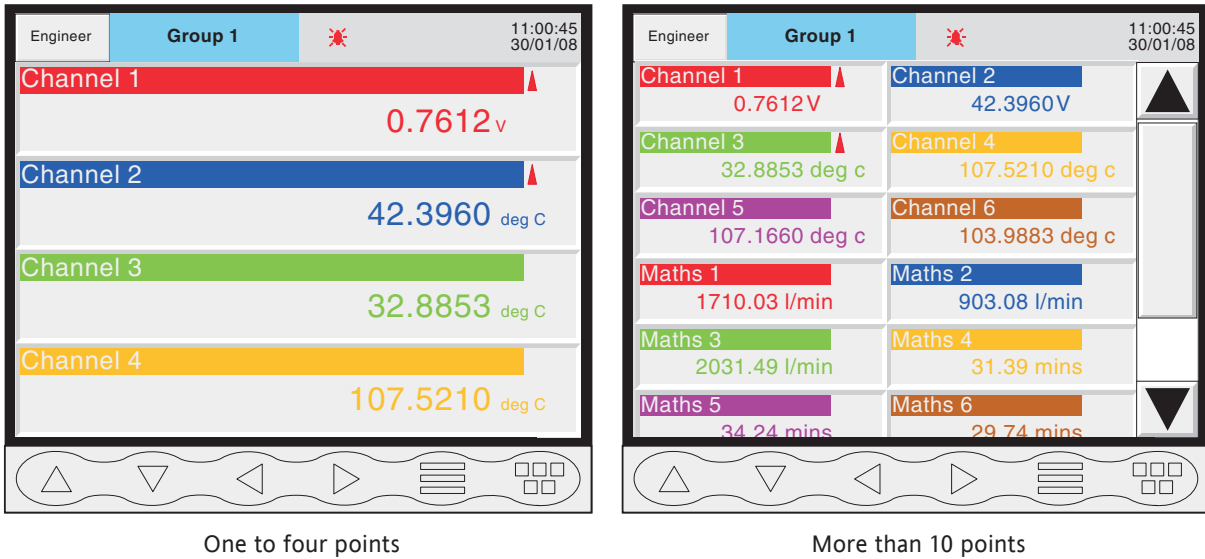 Engineer
Group 1
11:00:45
30/01/08
Channel 1
0.7612 V
Channel 2
42.3960 deg C
Channel 3
32.8853 deg C
Channel 4
107.5210 deg C
One to four points
Engineer
Group 1
11:00:45
30/01/08
Channel 1
0.7612V
Channel 2
42.3960V
Channel 3
32.8853 deg c
Channel 4
107.5210 deg c
Channel 5
107.1660 deg c
Channel 6
103.9883 deg c
Maths 1
1710.03 l/min
Maths 2
903.08 l/min
Maths 3
2031.49 l/min
Maths 4
31.39 mins
Maths 5
34.24 mins
Maths 6
29.74 mins
More than 10 points